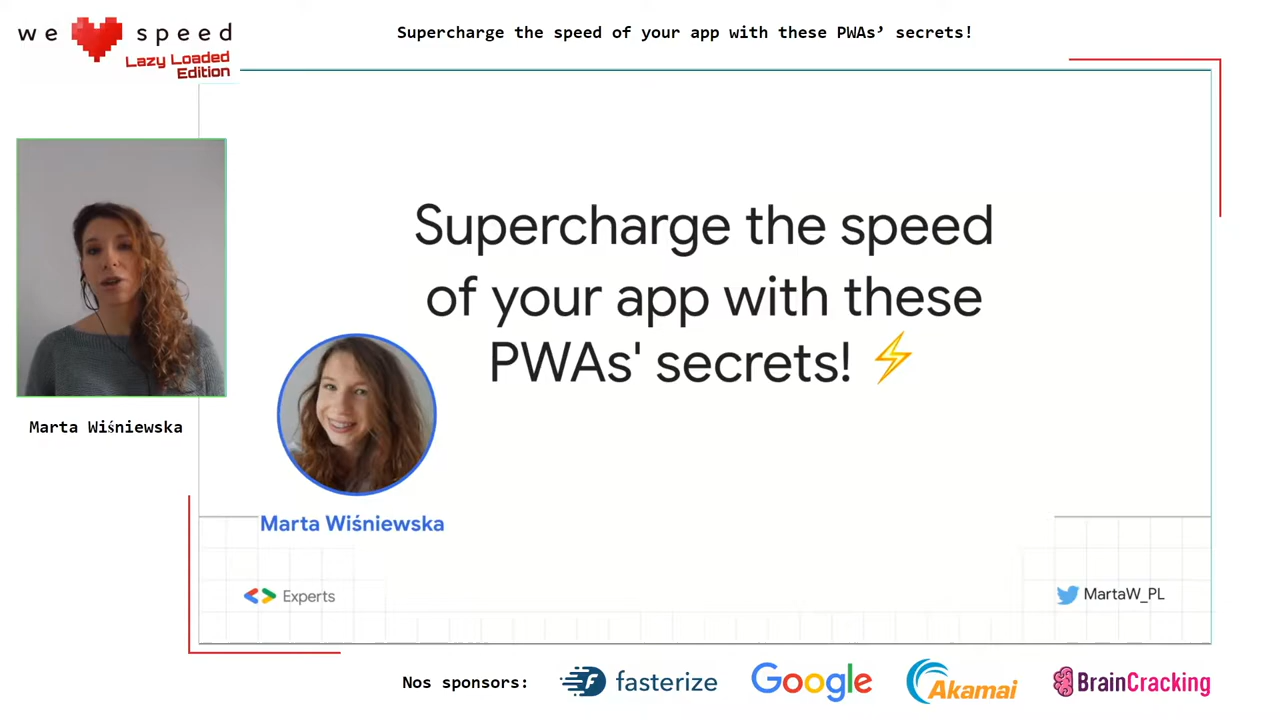 we speed
Lazy Loaded
Edition
Supercharge the speed of your app with these PWAs’ secrets!
Marta Wiśniewska
Supercharge the speed
of your app with these
PWAs' secrets!
Marta Wiśniewska
Experts
MartaW_PL
Nos sponsors:
fasterize
Google
Akamai
BrainCracking